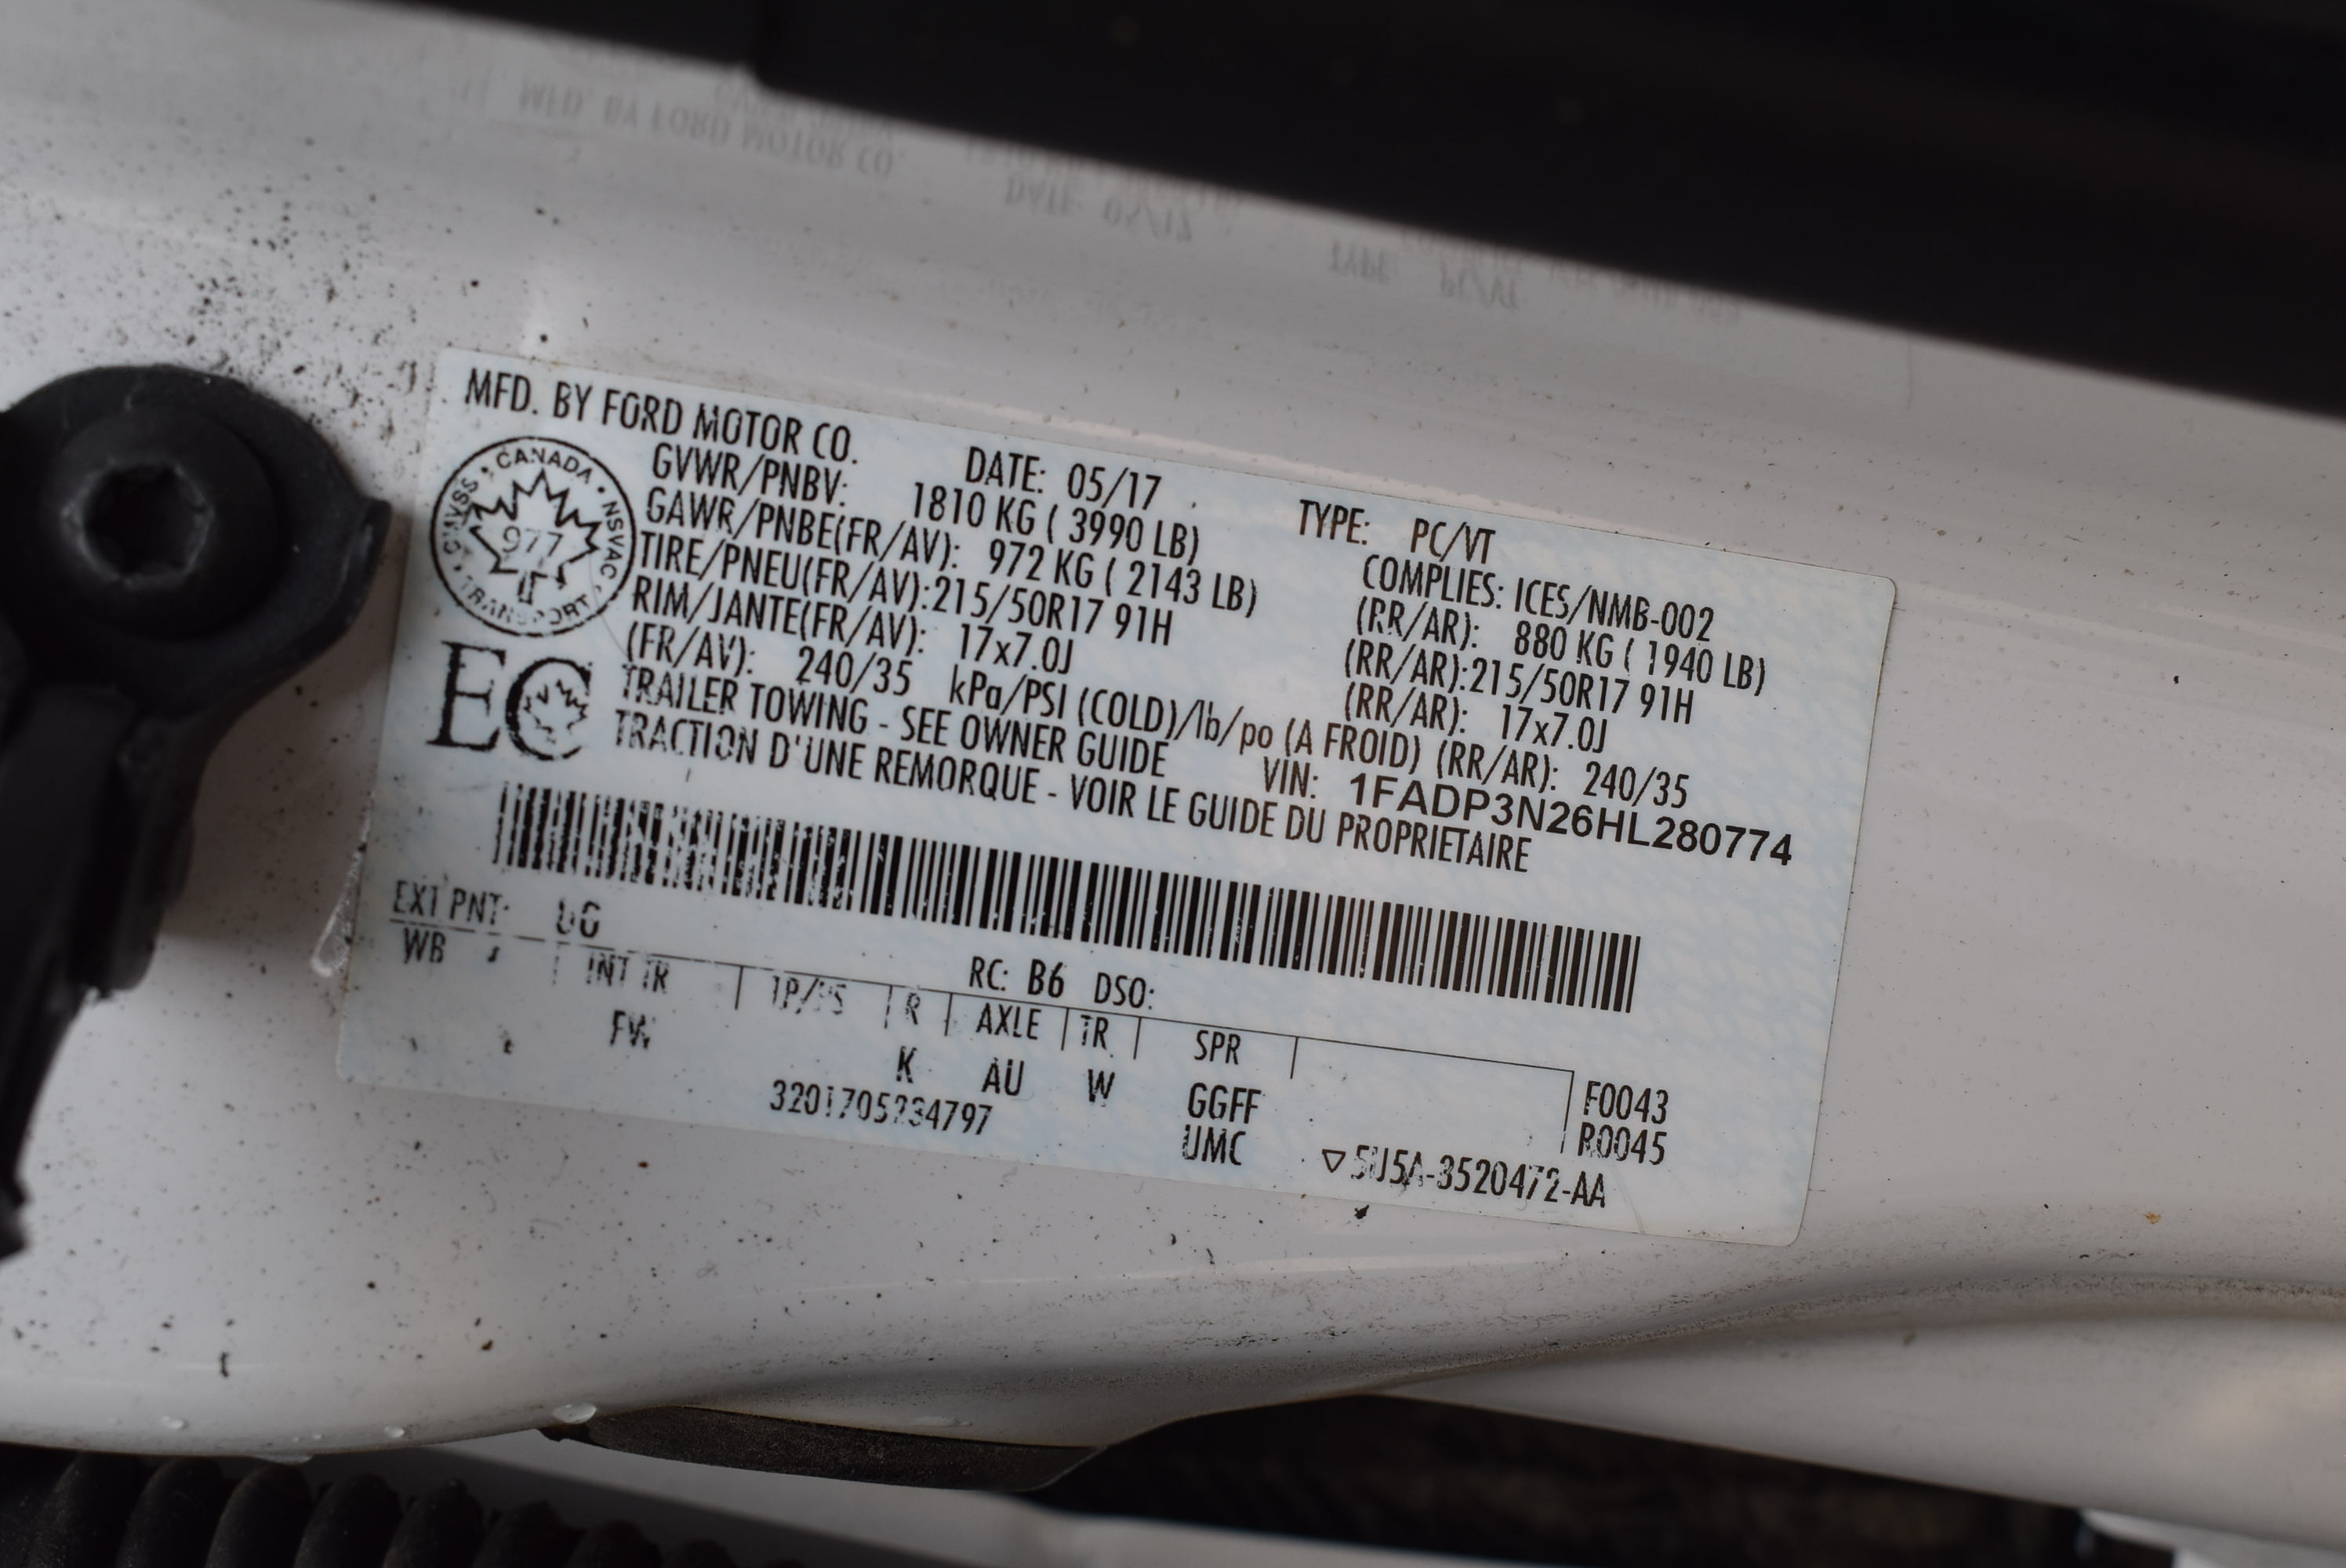 MFD. BY FORD MOTOR CO. DATE: 05/17 TYPE: PC/VT
GVWR/PNBV: 1810 KG ( 3990 LB) COMPLIES: ICES/NMB-002
GAWR/PNBE(FR/AV): 972 KG ( 2143 LB) (RR/AR): 880 KG ( 1940 LB)
TIRE/PNEU(FR/AV):215/50R17 91H (RR/AR):215/50R17 91H
RIM/JANTE(FR/AV): 17x7.0J (RR/AR): 17x7.0J
(FR/AV): 240/35 kPa/PSI (COLD)/lb/po (A FROID) (RR/AR): 240/35
TRAILER TOWING - SEE OWNER GUIDE VIN: 1FADP3N26HL280774
TRACTION D'UNE REMORQUE - VOIR LE GUIDE DU PROPRIETAIRE
CANADA • NSVAC • TRANSPORT • CMVSS •
977
EC
EXT PNT: RC: B6 DSO:
WB INT TR TP/PS R AXLE TR SPR
FW K AU W GGFF
F0043
R0045
UMC ▽5U5A-3520472-AA